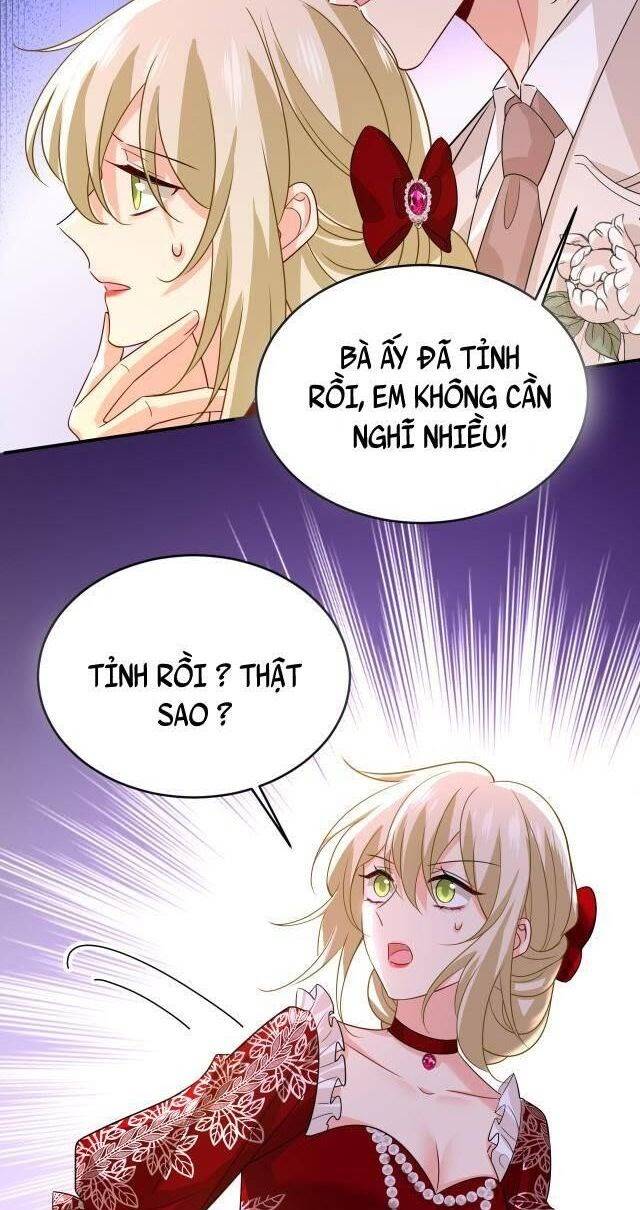 BÀ ẤY ĐÃ TỈNH
RỒI, EM KHÔNG CẦN
NGHĨ NHIỀU!
TỈNH RỒI ? THẬT
SAO ?